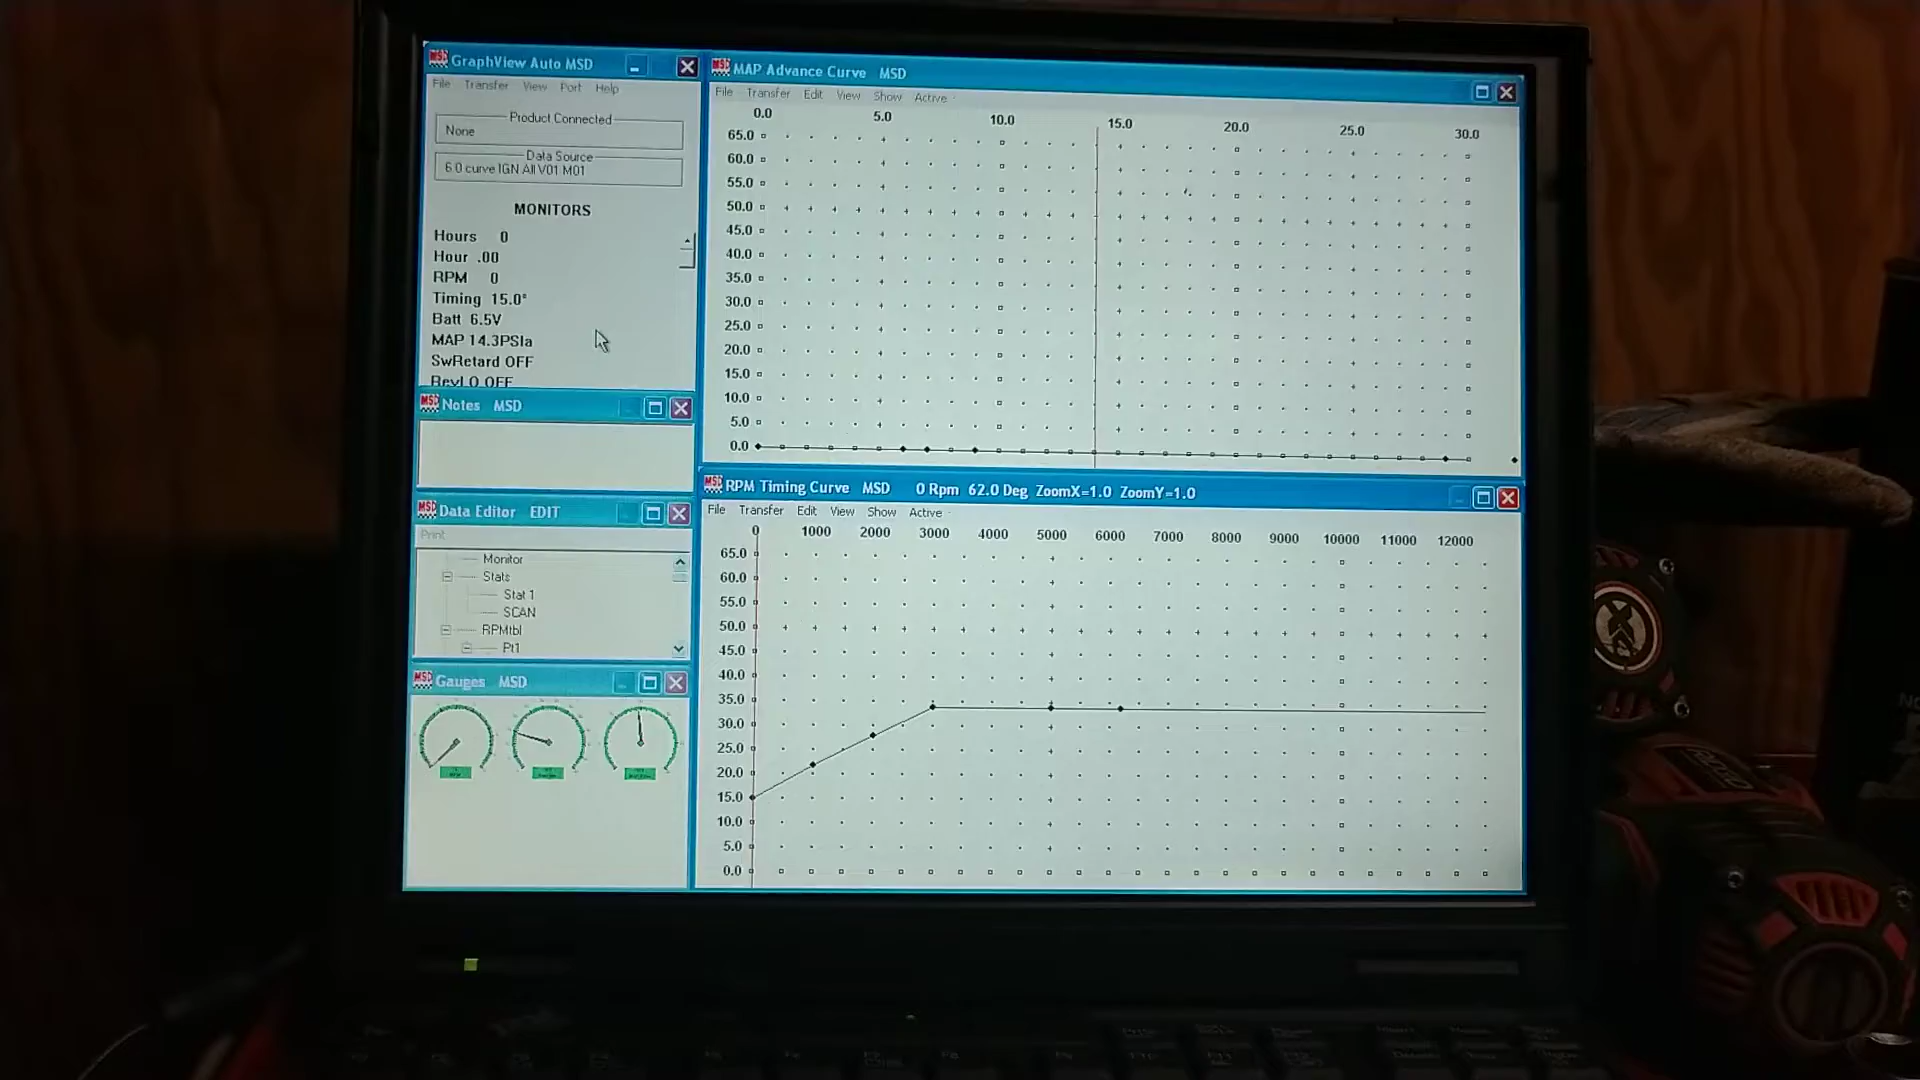 MSD GraphView Auto MSD
File Transfer View Port Help
Product Connected
None
Data Source
6.0 curve IGN All V01 M01
MONITORS
Hours 0
Hour .00
RPM 0
Timing 15.0°
Batt 6.5V
MAP 14.3PSIa
SwRetard OFF
RevLO OFF
MSD Notes MSD
MSD Data Editor EDIT
Print
Monitor
Stats
Stat 1
SCAN
RPMtbl
Pt1
MSD Gauges MSD
MSD MAP Advance Curve MSD
File Transfer Edit View Show Active
0.0 5.0 10.0 15.0 20.0 25.0 30.0
65.0
60.0
55.0
50.0
45.0
40.0
35.0
30.0
25.0
20.0
15.0
10.0
5.0
0.0
MSD RPM Timing Curve MSD 0 Rpm 62.0 Deg ZoomX=1.0 ZoomY=1.0
File Transfer Edit View Show Active
0 1000 2000 3000 4000 5000 6000 7000 8000 9000 10000 11000 12000
65.0
60.0
55.0
50.0
45.0
40.0
35.0
30.0
25.0
20.0
15.0
10.0
5.0
0.0